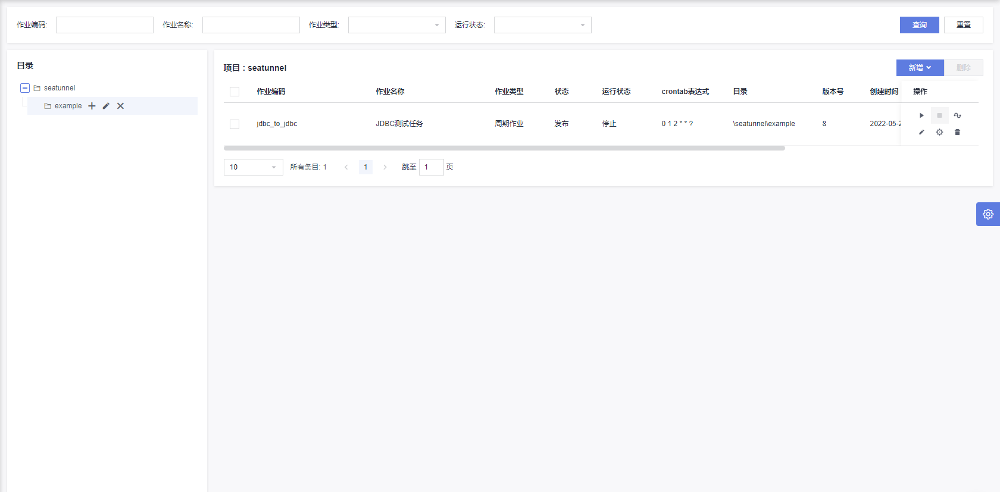 作业编码: 作业名称: 作业类型: 运行状态: 查询 重置
目录
seatunnel
example
项目 : seatunnel 新增 删除
作业编码 作业名称 作业类型 状态 运行状态 crontab表达式 目录 版本号 创建时间 操作
jdbc_to_jdbc JDBC测试任务 周期作业 发布 停止 0 1 2 * * ? \seatunnel\example 8 2022-05-2
10 所有条目: 1 1 跳至 1 页